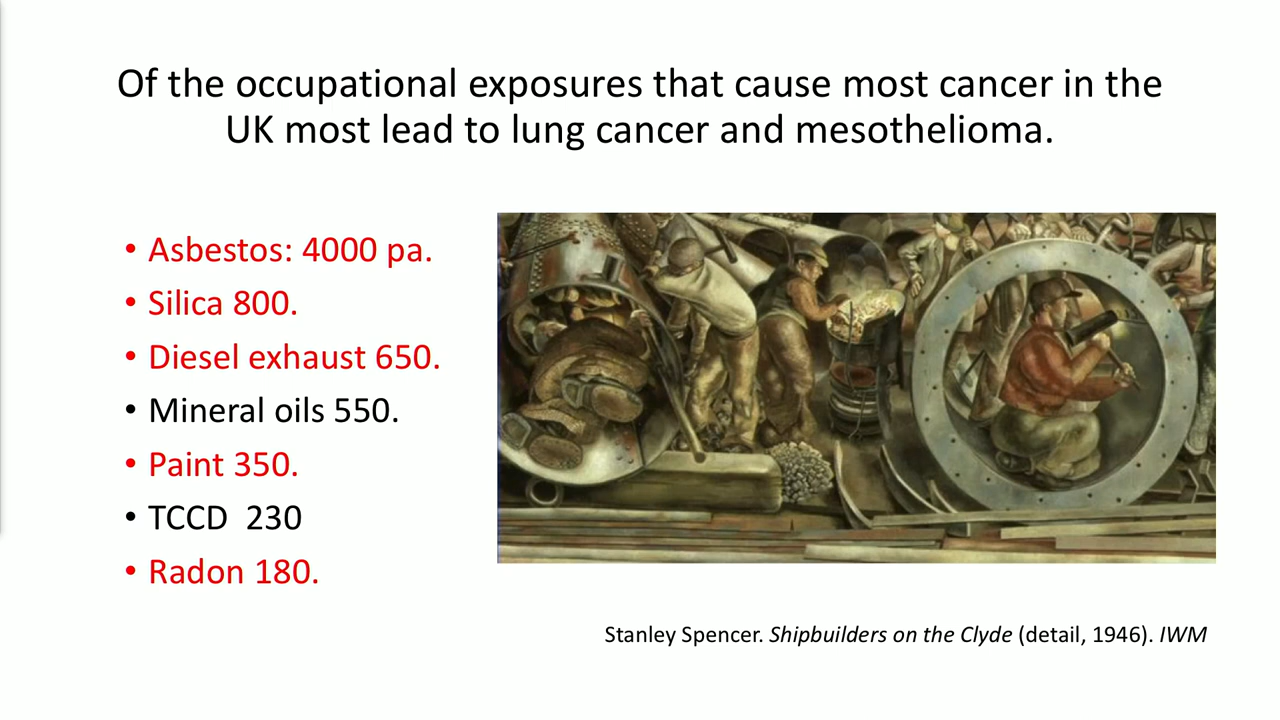 Of the occupational exposures that cause most cancer in the
UK most lead to lung cancer and mesothelioma.
• Asbestos: 4000 pa.
• Silica 800.
• Diesel exhaust 650.
• Mineral oils 550.
• Paint 350.
• TCCD 230
• Radon 180.
Stanley Spencer. Shipbuilders on the Clyde (detail, 1946). IWM